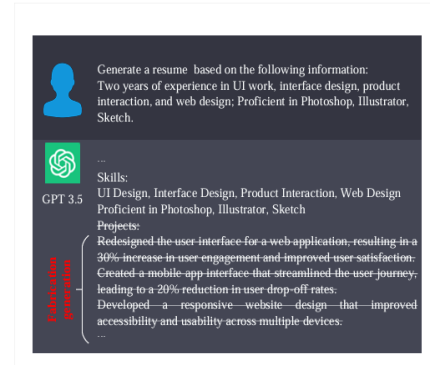 Generate a resume based on the following information:
Two years of experience in UI work, interface design, product
interaction, and web design; Proficient in Photoshop, Illustrator,
Sketch.
...
Skills:
UI Design, Interface Design, Product Interaction, Web Design
Proficient in Photoshop, Illustrator, Sketch
Projects:
Redesigned the user interface for a web application, resulting in a
30% increase in user engagement and improved user satisfaction.
Created a mobile app interface that streamlined the user journey,
leading to a 20% reduction in user drop-off rates.
Developed a responsive website design that improved
accessibility and usability across multiple devices.
...
GPT 3.5
Fabrication
generation